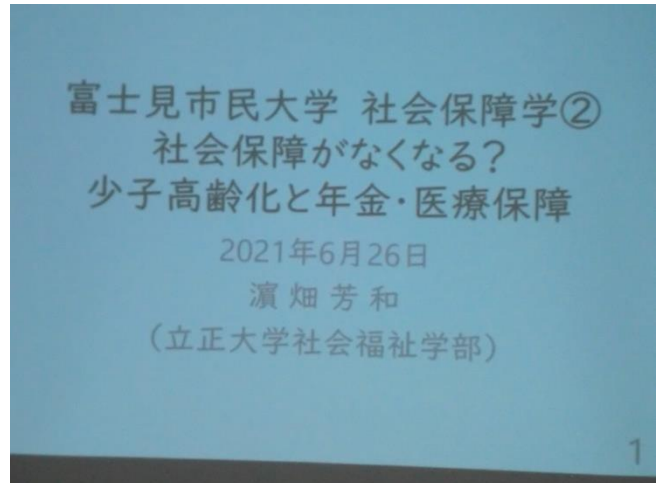 富士見市民大学 社会保障学②
社会保障がなくなる?
少子高齢化と年金・医療保障
2021年6月26日
濵畑芳和
(立正大学社会福祉学部)
1